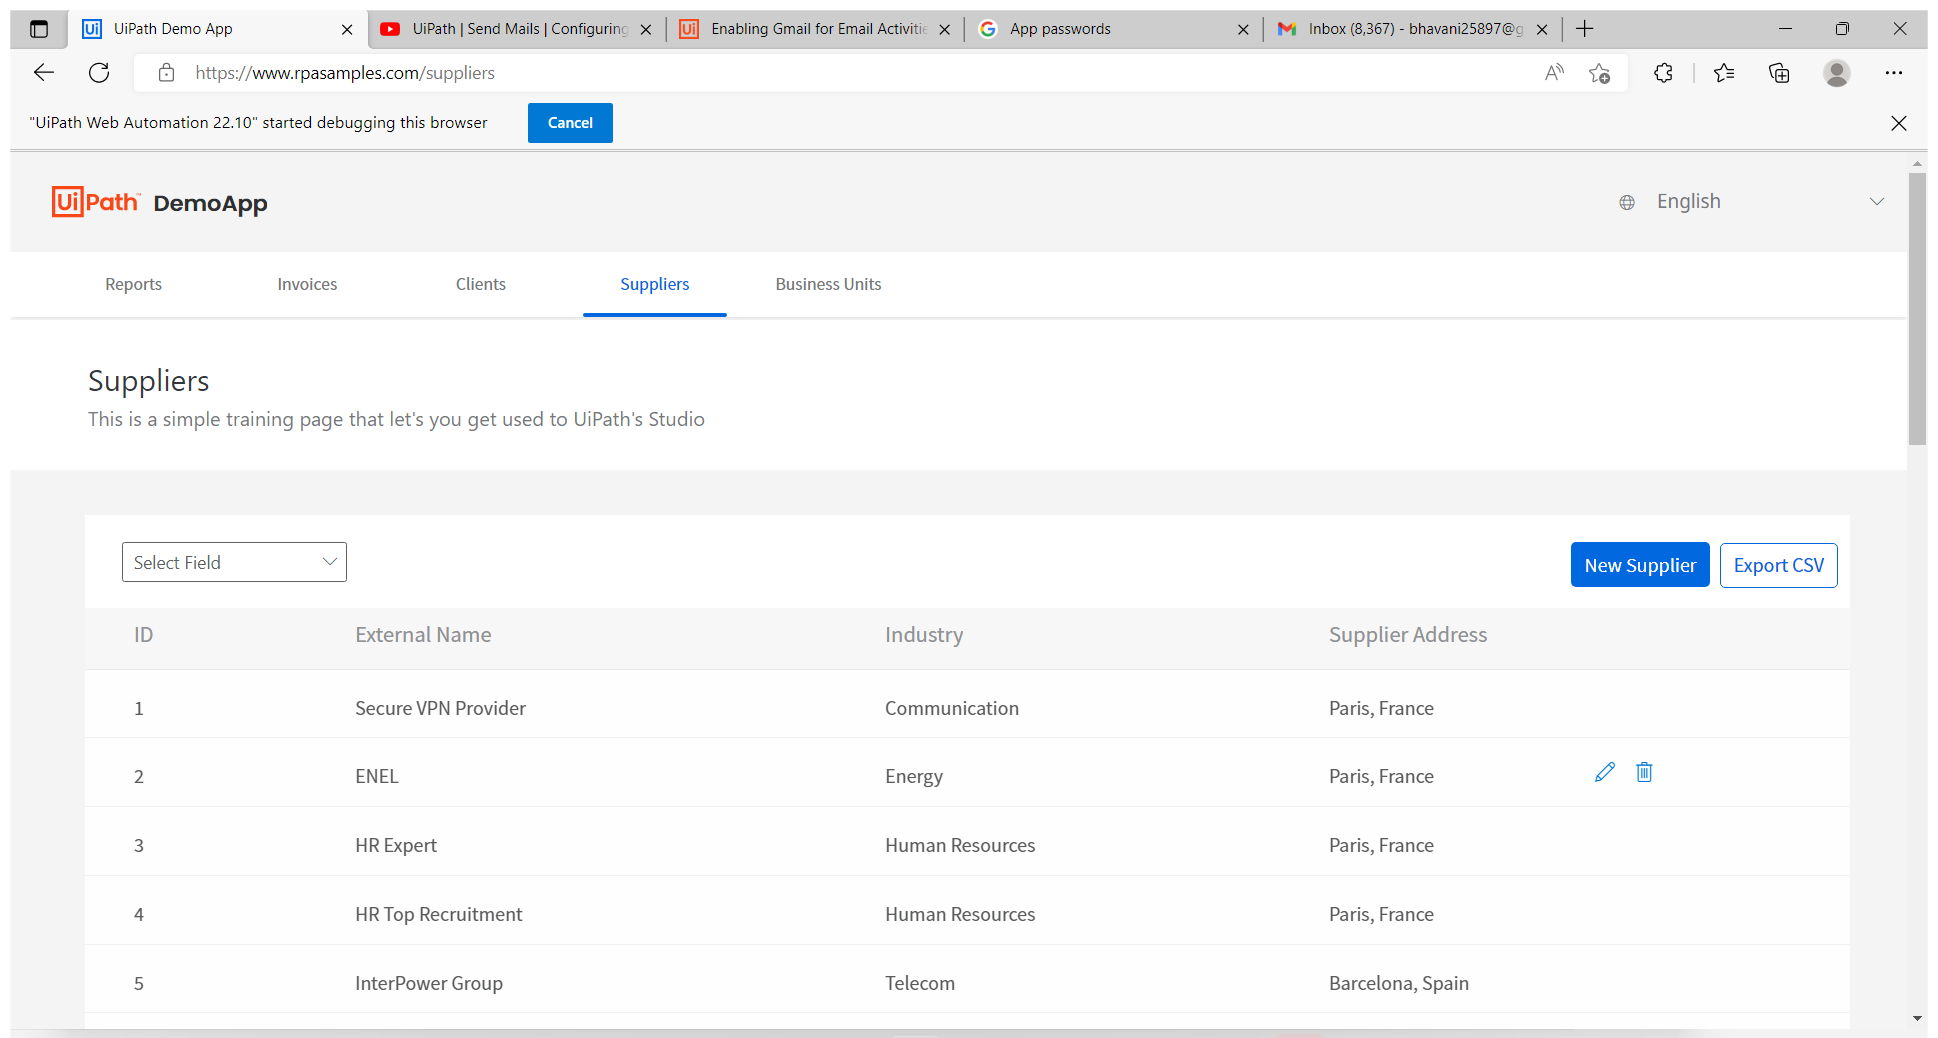 UiPath Demo App
UiPath | Send Mails | Configuring
Enabling Gmail for Email Activitie
App passwords
Inbox (8,367) - bhavani25897@g
https://www.rpasamples.com/suppliers
"UiPath Web Automation 22.10" started debugging this browser
Cancel
UiPath™ DemoApp
English
Reports
Invoices
Clients
Suppliers
Business Units
Suppliers
This is a simple training page that let's you get used to UiPath's Studio
Select Field
New Supplier
Export CSV
ID External Name Industry Supplier Address
1 Secure VPN Provider Communication Paris, France
2 ENEL Energy Paris, France
3 HR Expert Human Resources Paris, France
4 HR Top Recruitment Human Resources Paris, France
5 InterPower Group Telecom Barcelona, Spain